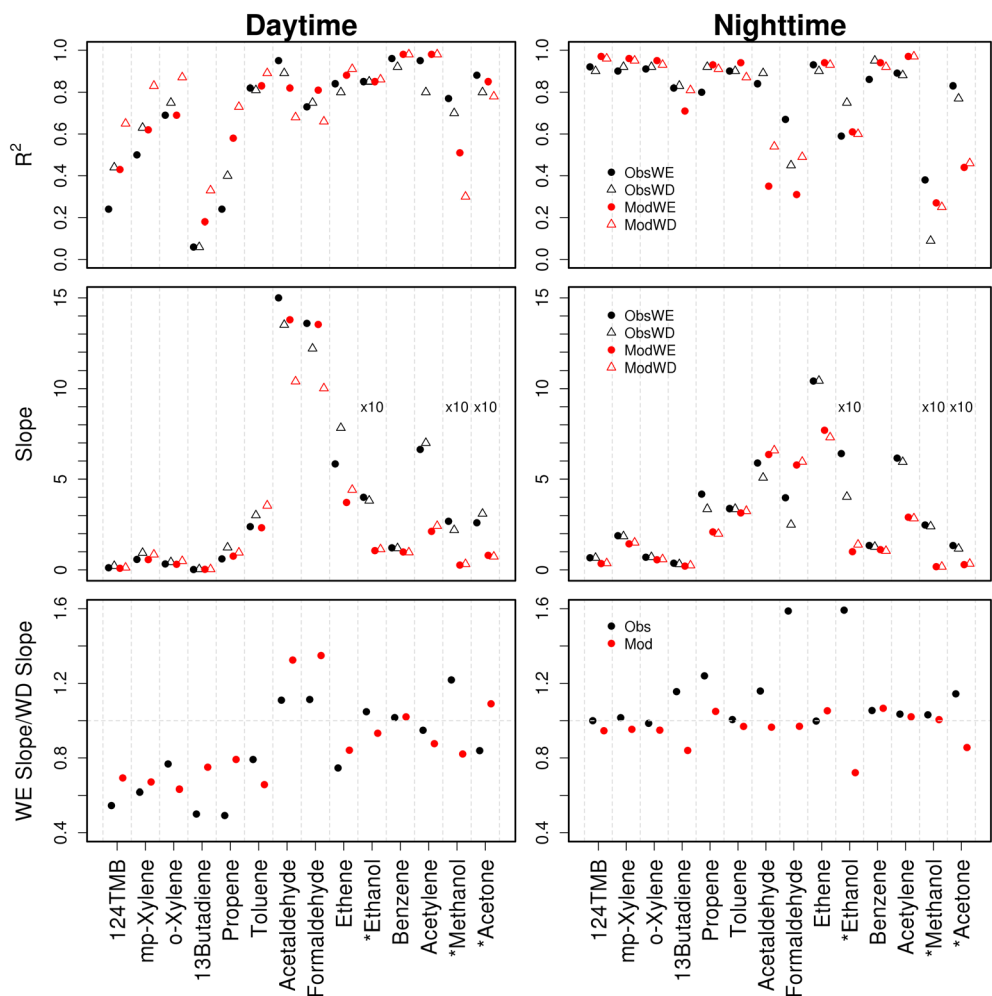 Daytime
Nighttime
R2
0.0 0.2 0.4 0.6 0.8 1.0
0.0 0.2 0.4 0.6 0.8 1.0
ObsWE
ObsWD
ModWE
ModWD
Slope
0 5 10 15
x10 x10 x10
0 5 10 15
ObsWE
ObsWD
ModWE
ModWD
x10 x10 x10
WE Slope/WD Slope
0.4 0.8 1.2 1.6
0.4 0.8 1.2 1.6
Obs
Mod
124TMB
mp-Xylene
o-Xylene
13Butadiene
Propene
Toluene
Acetaldehyde
Formaldehyde
Ethene
*Ethanol
Benzene
Acetylene
*Methanol
*Acetone
124TMB
mp-Xylene
o-Xylene
13Butadiene
Propene
Toluene
Acetaldehyde
Formaldehyde
Ethene
*Ethanol
Benzene
Acetylene
*Methanol
*Acetone